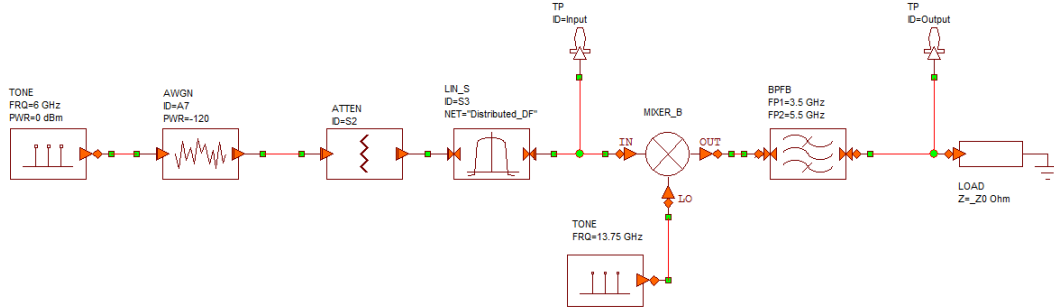 TP
ID=Input
TP
ID=Output
TONE
FRQ=6 GHz
PWR=0 dBm
AWGN
ID=A7
PWR=-120
ATTEN
ID=S2
LIN_S
ID=S3
NET="Distributed_DF"
MIXER_B
IN
OUT
LO
BPFB
FP1=3.5 GHz
FP2=5.5 GHz
LOAD
Z=_Z0 Ohm
TONE
FRQ=13.75 GHz